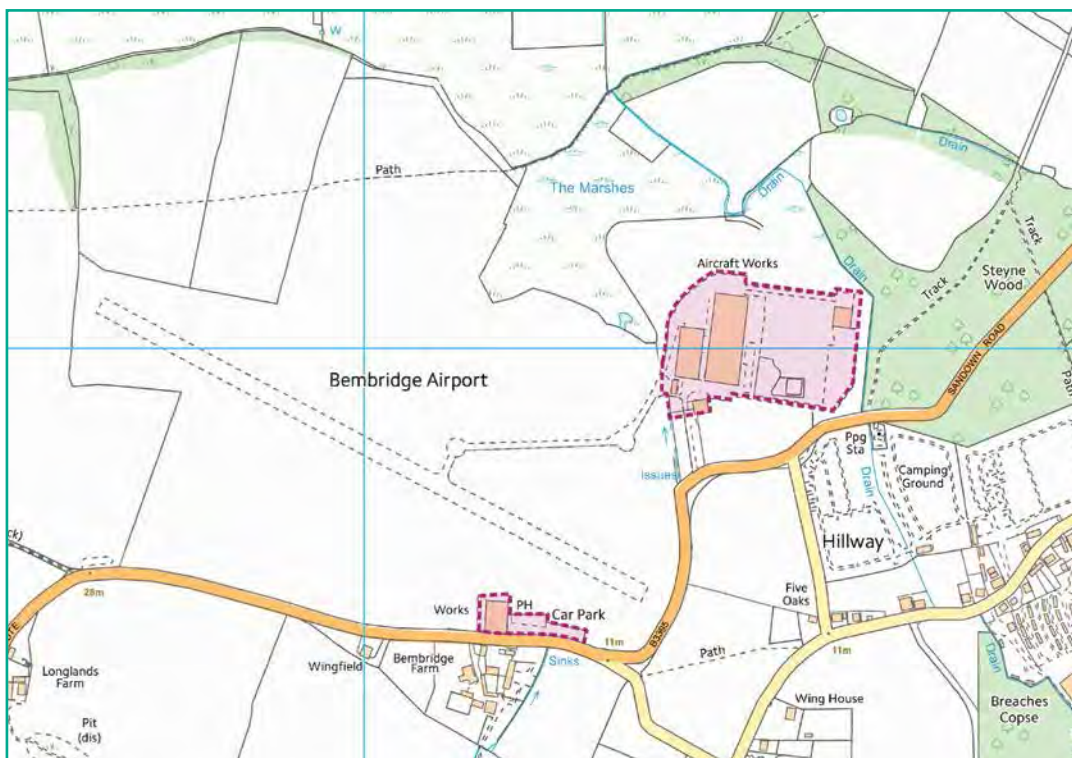 W
Path
The Marshes
Drain
Drain
Drain
Track
Track
Steyne
Wood
Aircraft Works
SANDOWN ROAD
Path
Bembridge Airport
Ppg
Sta
Camping
Ground
Drain
Issues
Hillway
ck)
28m
Works
PH
Car Park
Five
Oaks
B3395
11m
11m
UTE
Longlands
Farm
Wingfield
Bembridge
Farm
Sinks
Path
Drain
Wing House
Breaches
Copse
Pit
(dis)